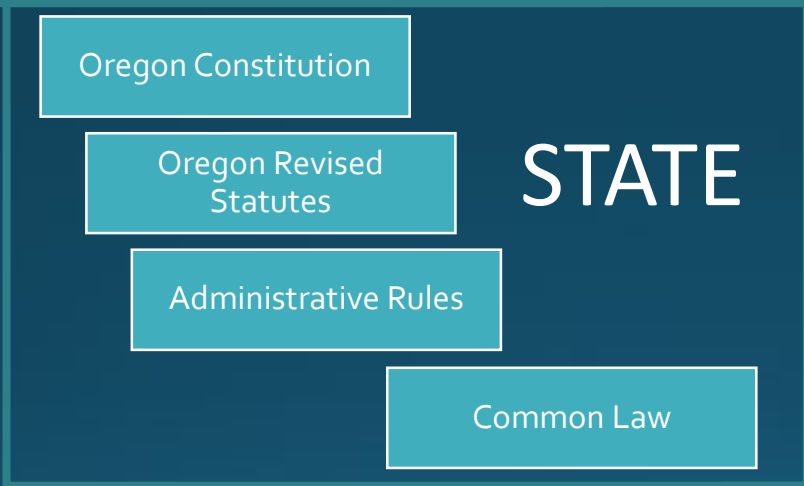 Oregon Constitution
Oregon Revised
Statutes
STATE
Administrative Rules
Common Law